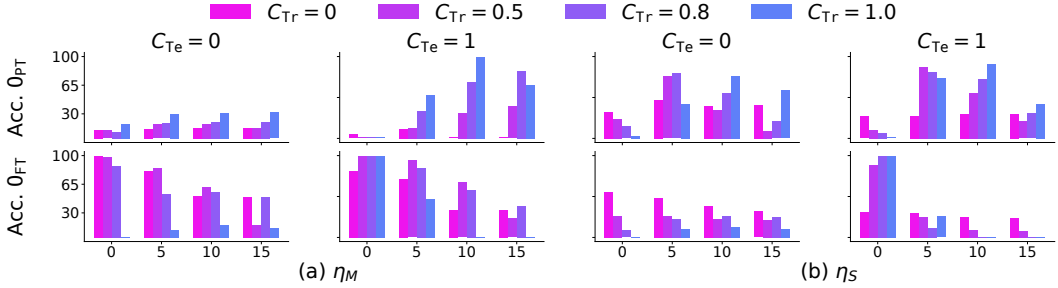 C_Tr = 0 C_Tr = 0.5 C_Tr = 0.8 C_Tr = 1.0
C_Te = 0 C_Te = 1 C_Te = 0 C_Te = 1
Acc. 0_PT
100
65
30
Acc. 0_FT
100
65
30
0 5 10 15 0 5 10 15 0 5 10 15 0 5 10 15
(a) η_M (b) η_S